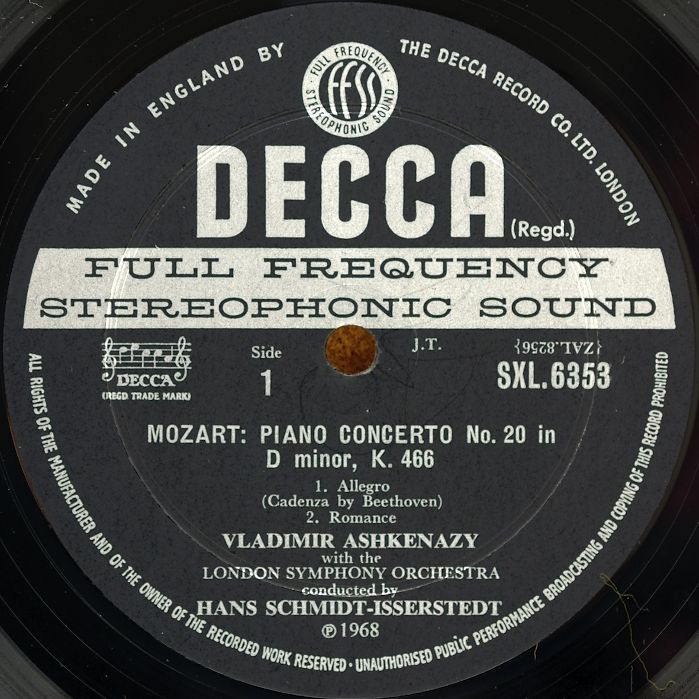 MADE IN ENGLAND BY
THE DECCA RECORD CO. LTD. LONDON
FULL FREQUENCY
FFSS
STEREOPHONIC SOUND
DECCA
(Regd.)
FULL FREQUENCY
STEREOPHONIC SOUND
DECCA
(REGD. TRADE MARK)
Side
1
J.T.
{ZAL.8256}
SXL.6353
MOZART: PIANO CONCERTO No. 20 in
D minor, K. 466
1. Allegro
(Cadenza by Beethoven)
2. Romance
VLADIMIR ASHKENAZY
with the
LONDON SYMPHONY ORCHESTRA
conducted by
HANS SCHMIDT-ISSERSTEDT
℗ 1968
ALL RIGHTS OF THE MANUFACTURER AND OF THE OWNER OF THE RECORDED WORK RESERVED · UNAUTHORISED PUBLIC PERFORMANCE BROADCASTING AND COPYING OF THIS RECORD PROHIBITED